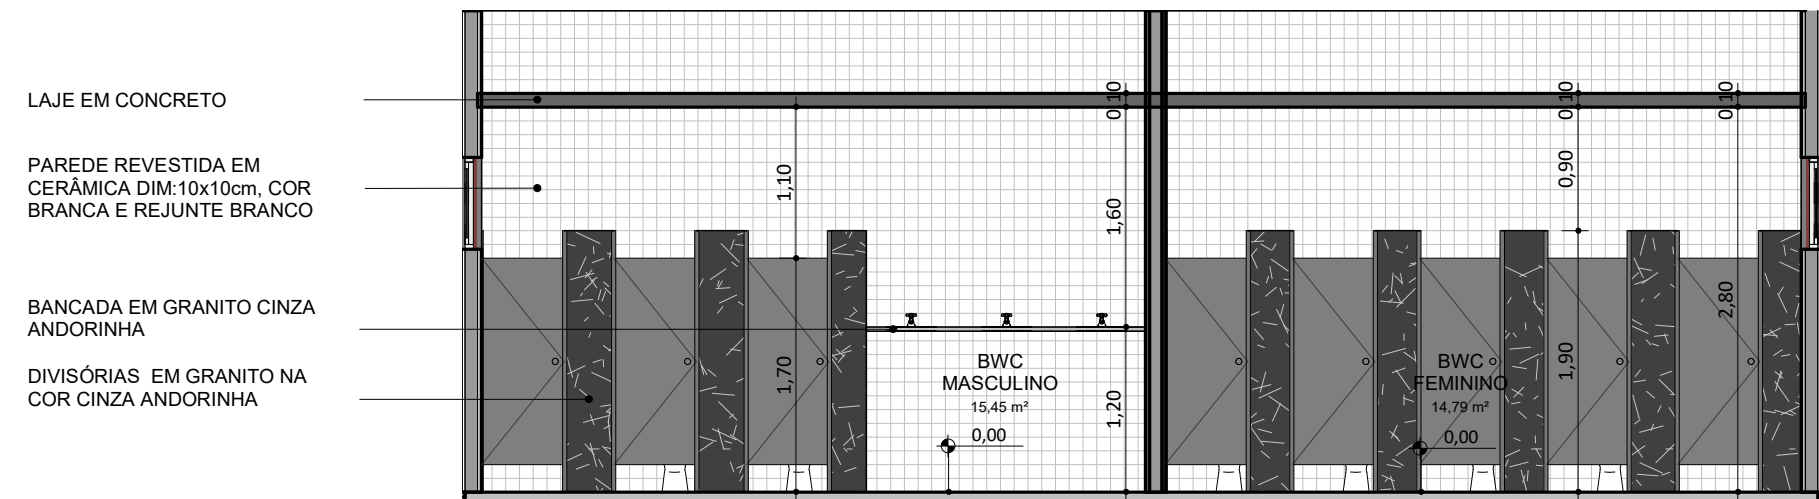 LAJE EM CONCRETO
PAREDE REVESTIDA EM
CERÂMICA DIM:10x10cm, COR
BRANCA E REJUNTE BRANCO
BANCADA EM GRANITO CINZA
ANDORINHA
DIVISÓRIAS EM GRANITO NA
COR CINZA ANDORINHA
1,10
1,70
0,10
1,60
1,20
BWC
MASCULINO
15,45 m²
0,00
BWC
FEMININO
14,79 m²
0,00
0,10
0,90
1,90
0,10
2,80